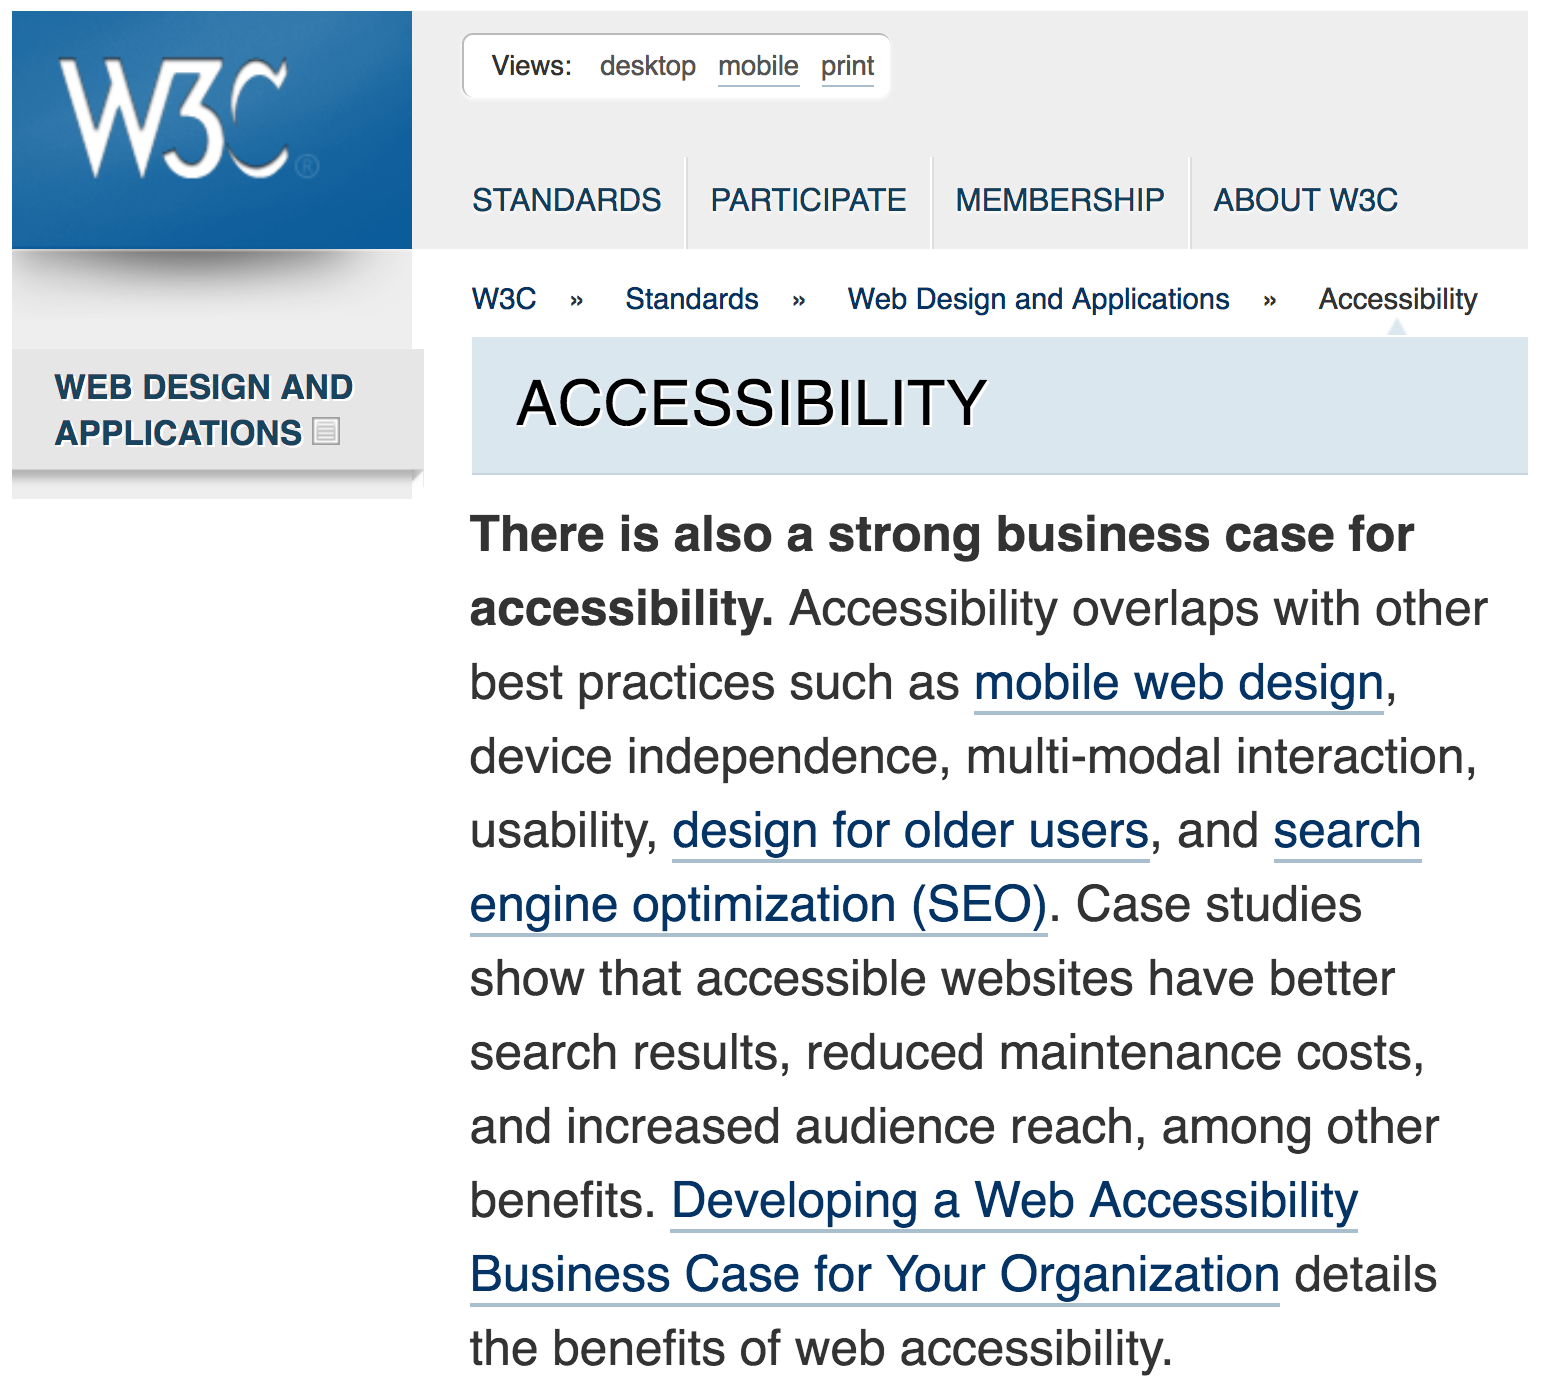 W3C®
Views: desktop mobile print
STANDARDS PARTICIPATE MEMBERSHIP ABOUT W3C
W3C » Standards » Web Design and Applications » Accessibility
WEB DESIGN AND
APPLICATIONS
ACCESSIBILITY
There is also a strong business case for
accessibility. Accessibility overlaps with other
best practices such as mobile web design,
device independence, multi-modal interaction,
usability, design for older users, and search
engine optimization (SEO). Case studies
show that accessible websites have better
search results, reduced maintenance costs,
and increased audience reach, among other
benefits. Developing a Web Accessibility
Business Case for Your Organization details
the benefits of web accessibility.